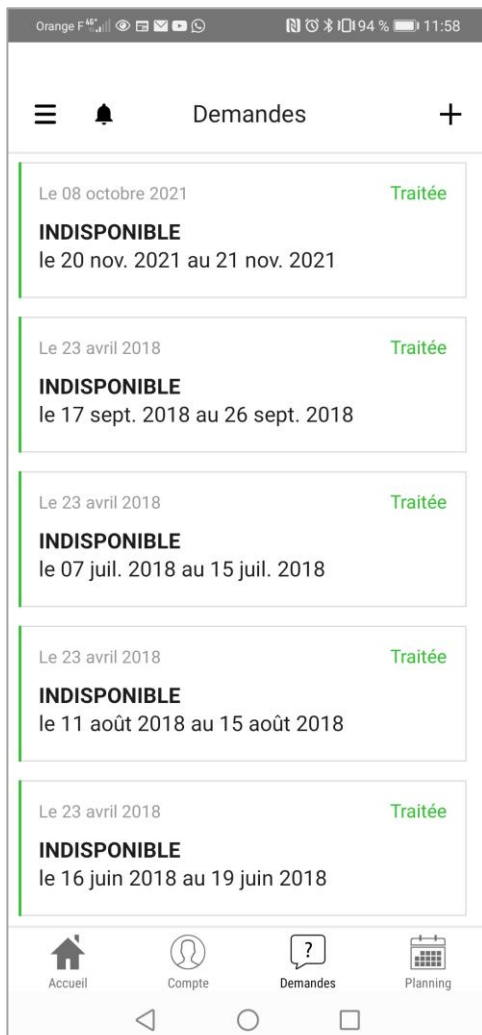 Orange F 46+ 94 % 11:58
Demandes
Le 08 octobre 2021 Traitée
INDISPONIBLE
le 20 nov. 2021 au 21 nov. 2021
Le 23 avril 2018 Traitée
INDISPONIBLE
le 17 sept. 2018 au 26 sept. 2018
Le 23 avril 2018 Traitée
INDISPONIBLE
le 07 juil. 2018 au 15 juil. 2018
Le 23 avril 2018 Traitée
INDISPONIBLE
le 11 août 2018 au 15 août 2018
Le 23 avril 2018 Traitée
INDISPONIBLE
le 16 juin 2018 au 19 juin 2018
Accueil Compte Demandes Planning